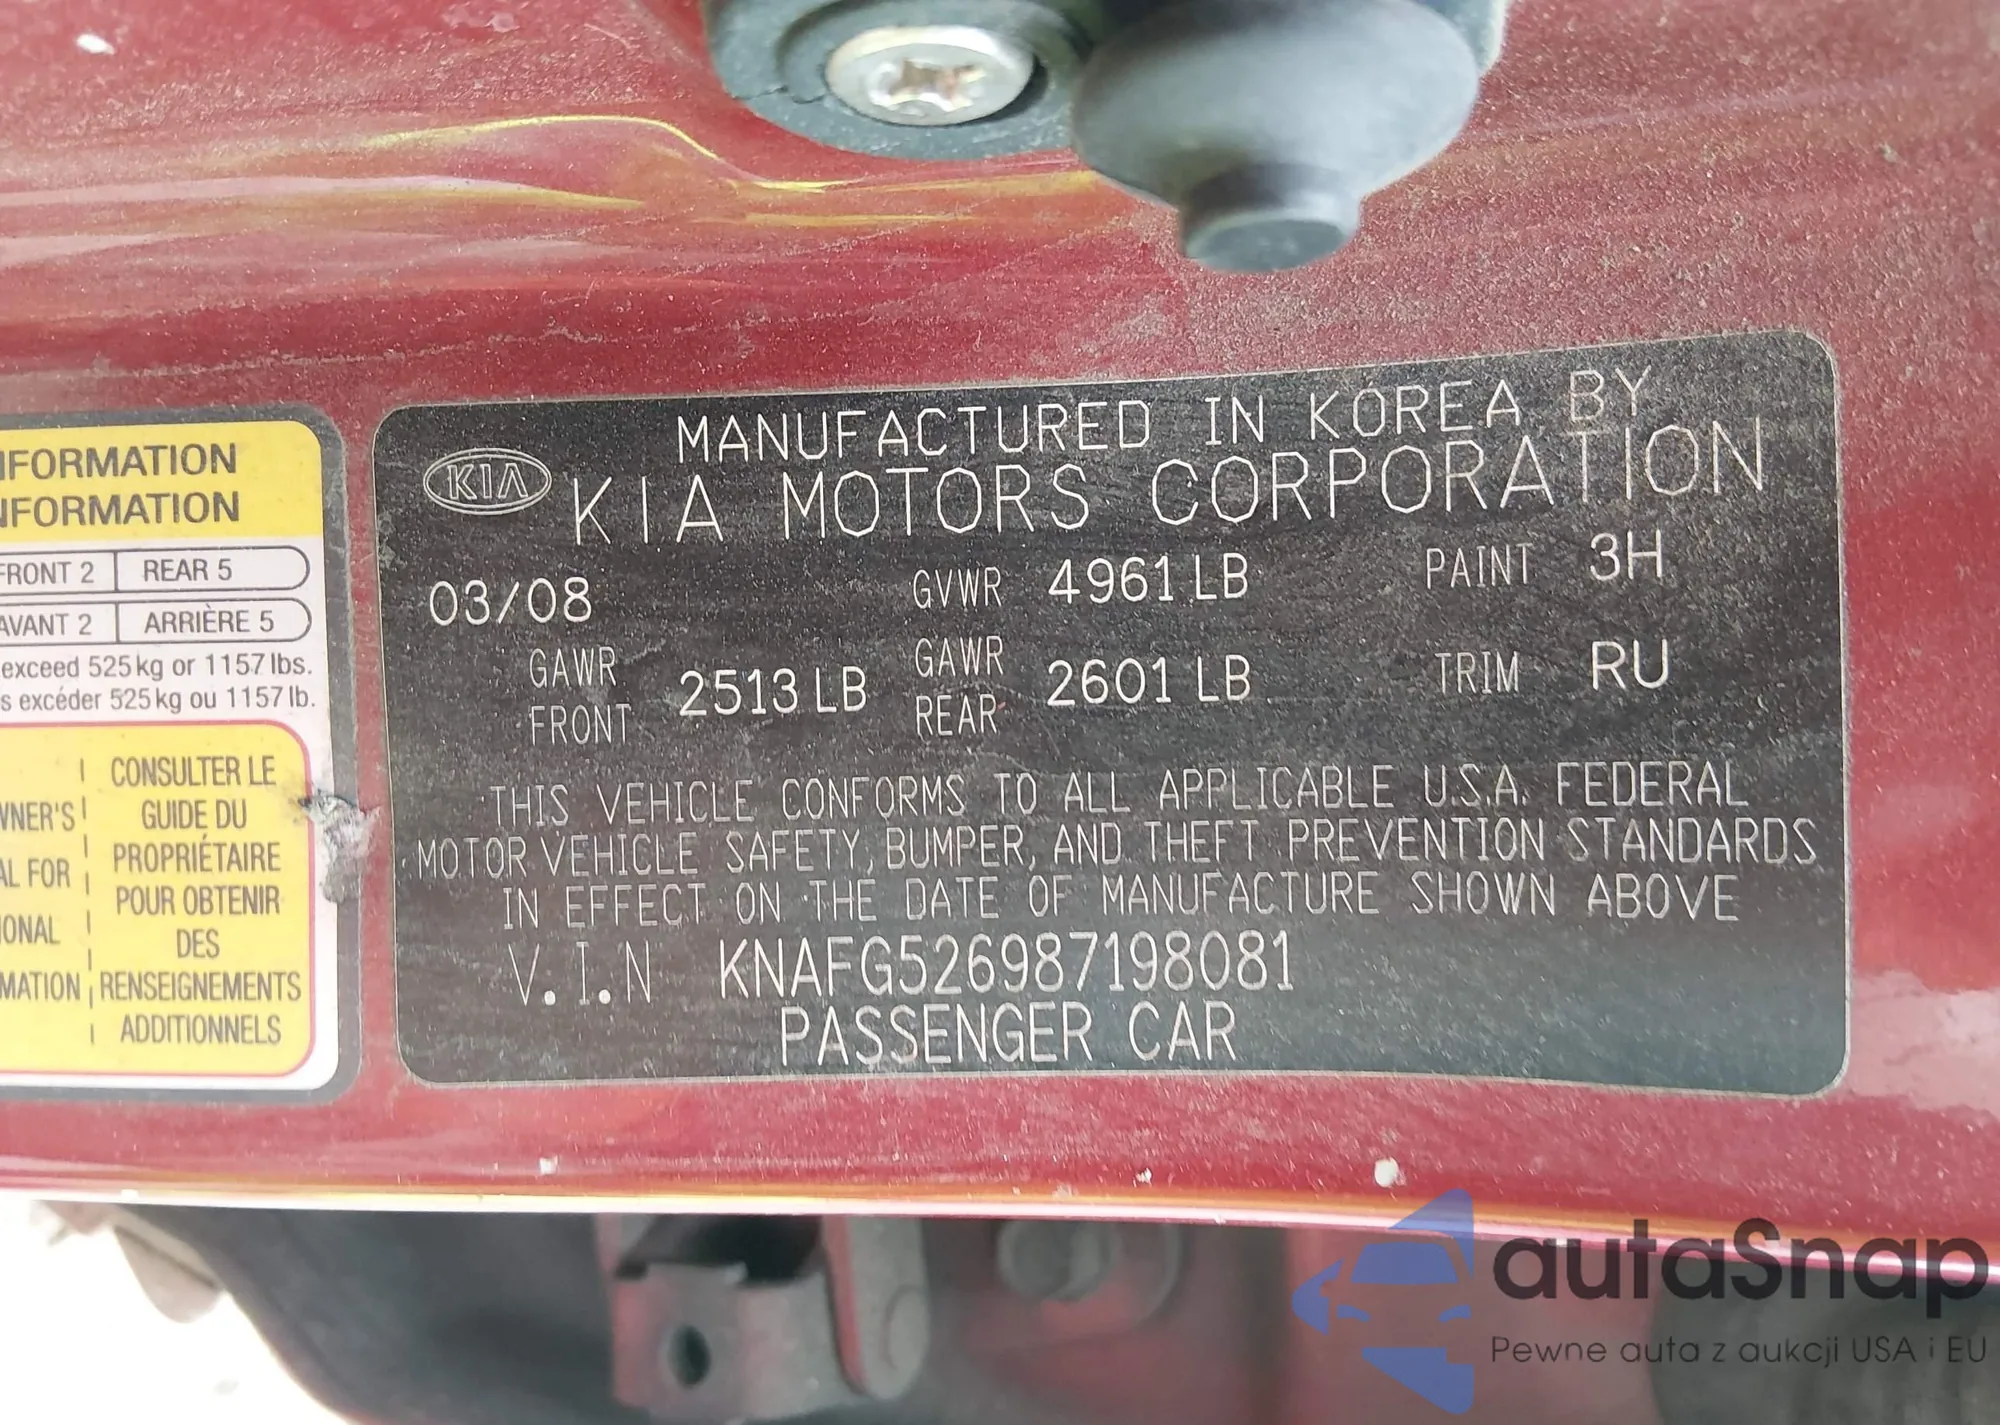 NFORMATION
NFORMATION
FRONT 2 REAR 5
AVANT 2 ARRIÈRE 5
exceed 525 kg or 1157 lbs.
s excéder 525 kg ou 1157 lb.
WNER'S
AL FOR
IONAL
MATION
CONSULTER LE
GUIDE DU
PROPRIÉTAIRE
POUR OBTENIR
DES
RENSEIGNEMENTS
ADDITIONNELS
MANUFACTURED IN KOREA BY
KIA KIA MOTORS CORPORATION
03/08 GVWR 4961 LB PAINT 3H
GAWR FRONT 2513 LB GAWR REAR 2601 LB TRIM RU
THIS VEHICLE CONFORMS TO ALL APPLICABLE U.S.A. FEDERAL
MOTOR VEHICLE SAFETY, BUMPER, AND THEFT PREVENTION STANDARDS
IN EFFECT ON THE DATE OF MANUFACTURE SHOWN ABOVE
V.I.N KNAFG526987198081
PASSENGER CAR
autaSnap
Pewne auta z aukcji USA i EU